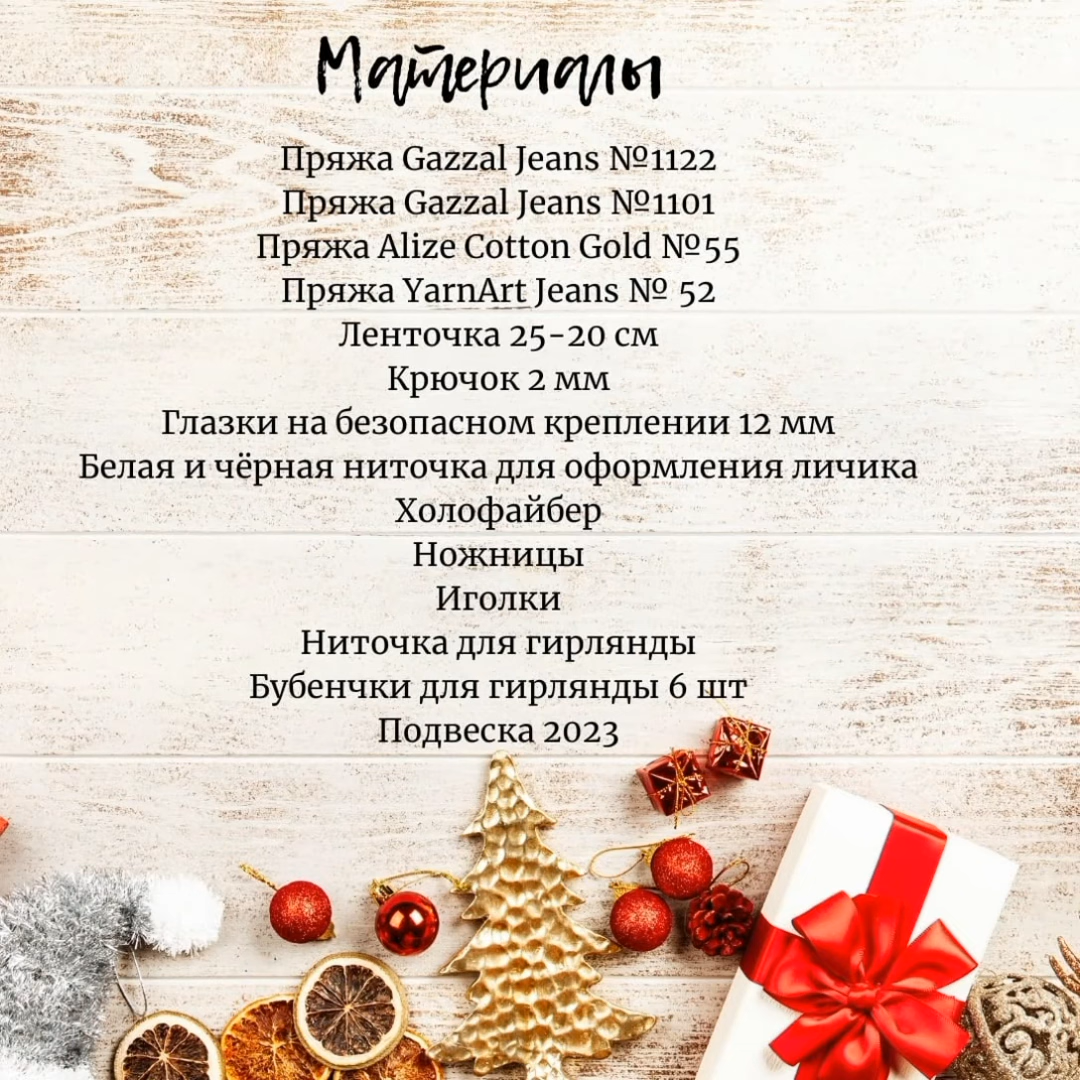 Материалы
Пряжа Gazzal Jeans №1122
Пряжа Gazzal Jeans №1101
Пряжа Alize Cotton Gold №55
Пряжа YarnArt Jeans № 52
Ленточка 25-20 см
Крючок 2 мм
Глазки на безопасном креплении 12 мм
Белая и чёрная ниточка для оформления личика
Холофайбер
Ножницы
Иголки
Ниточка для гирлянды
Бубенчки для гирлянды 6 шт
Подвеска 2023